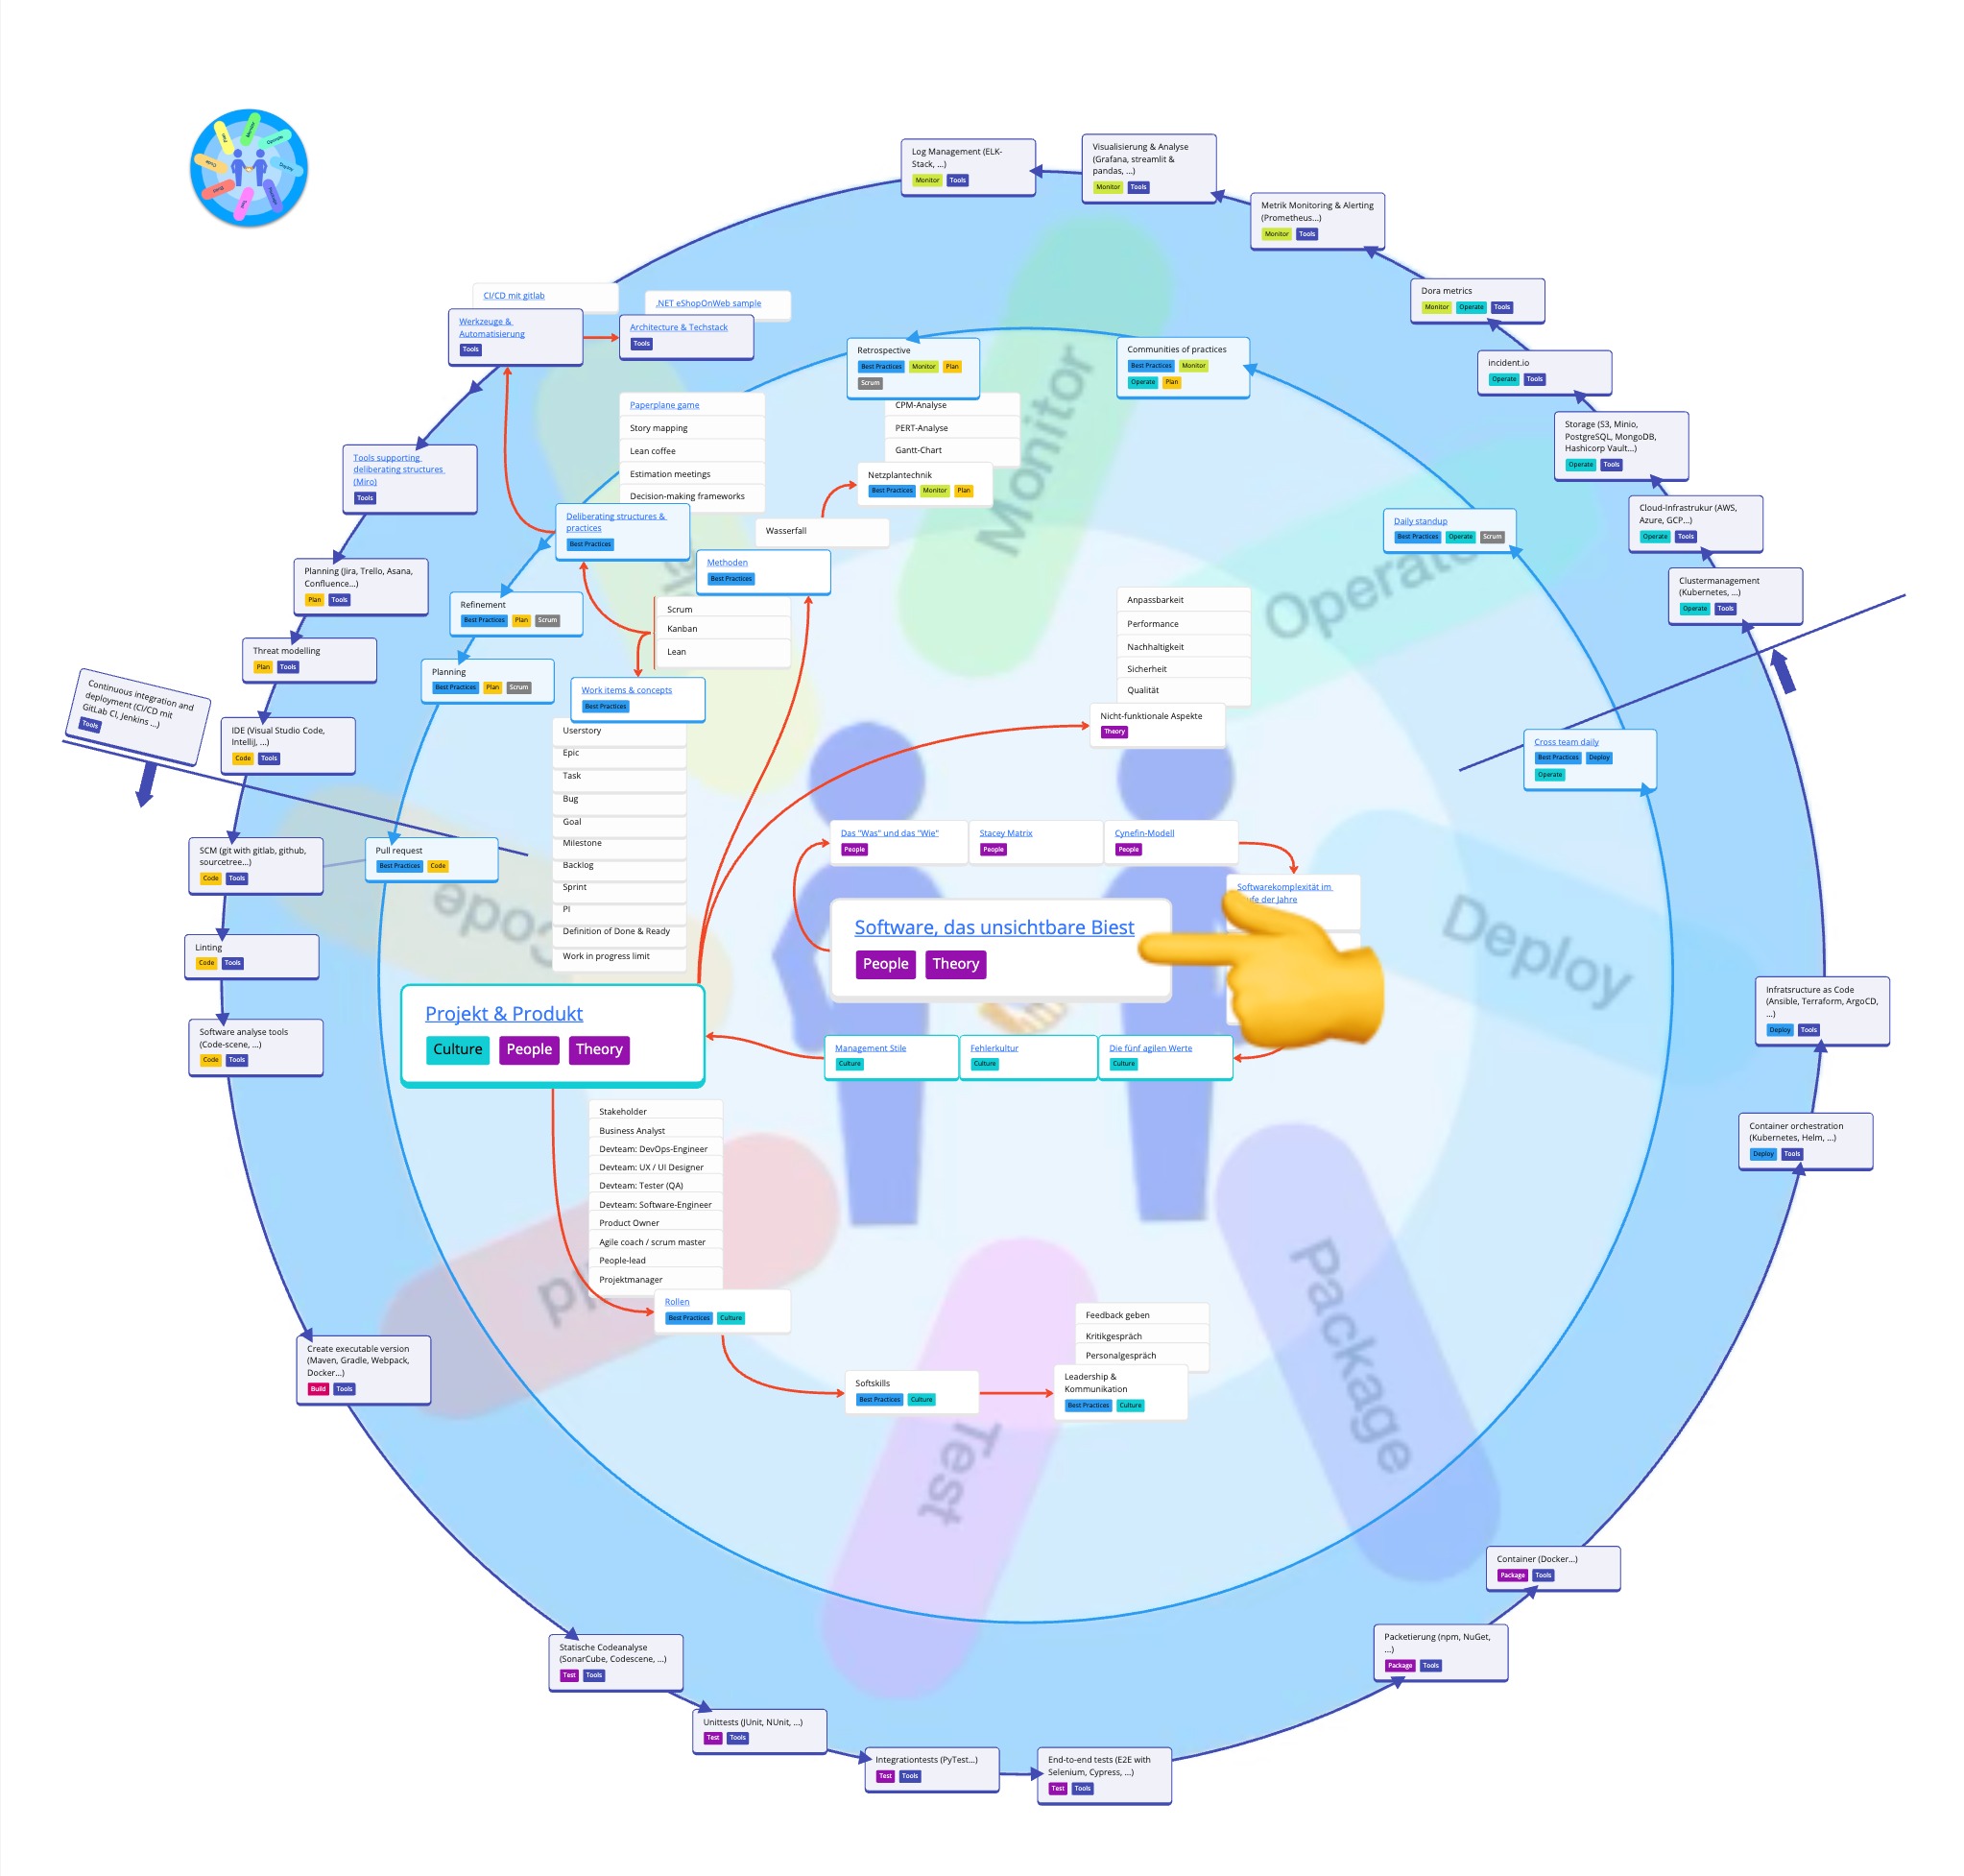 Log Management (ELK-
Stack, ...)
Monitor Tools
Visualisierung & Analyse
(Grafana, streamlit &
pandas, ...)
Monitor Tools
Metrik Monitoring & Alerting
(Prometheus...)
Monitor Tools
Dora metrics
Monitor Operate Tools
incident.io
Operate Tools
Storage (S3, Minio,
PostgreSQL, MongoDB,
Hashicorp Vault...)
Operate Tools
Cloud-Infrastrukur (AWS,
Azure, GCP...)
Operate Tools
Clustermanagement
(Kubernetes, ...)
Operate Tools
CI/CD mit gitlab
Werkzeuge &
Automatisierung
Tools
.NET eShopOnWeb sample
Architecture & Techstack
Tools
Retrospective
Best Practices Monitor Plan
Scrum
Communities of practices
Best Practices Monitor
Operate Plan
Monitor
Paperplane game
Story mapping
Lean coffee
Estimation meetings
Decision-making frameworks
Deliberating structures &
practices
Best Practices
CPM-Analyse
PERT-Analyse
Gantt-Chart
Netzplantechnik
Best Practices Monitor Plan
Wasserfall
Methoden
Best Practices
Daily standup
Best Practices Operate Scrum
Operate
Tools supporting
deliberating structures
(Miro)
Tools
Planning (Jira, Trello, Asana,
Confluence...)
Plan Tools
Threat modelling
Plan Tools
Continuous integration and
deployment (CI/CD mit
GitLab CI, Jenkins ...)
Tools
IDE (Visual Studio Code,
Intellij, ...)
Code Tools
SCM (git with gitlab, github,
sourcetree...)
Code Tools
Linting
Code Tools
Software analyse tools
(Code-scene, ...)
Code Tools
Refinement
Best Practices Plan Scrum
Planning
Best Practices Plan Scrum
Pull request
Best Practices Code
Code
Scrum
Kanban
Lean
Work items & concepts
Best Practices
Userstory
Epic
Task
Bug
Goal
Milestone
Backlog
Sprint
PI
Definition of Done & Ready
Work in progress limit
Anpassbarkeit
Performance
Nachhaltigkeit
Sicherheit
Qualität
Nicht-funktionale Aspekte
Theory
Cross team daily
Best Practices Deploy
Operate
Das "Was" und das "Wie"
People
Stacey Matrix
People
Cynefin-Modell
People
Softwarekomplexität im
der Jahre
Software, das unsichtbare Biest
People Theory
Deploy
Projekt & Produkt
Culture People Theory
Management Stile
Culture
Fehlerkultur
Culture
Die fünf agilen Werte
Culture
Infratsructure as Code
(Ansible, Terraform, ArgoCD,
...)
Deploy Tools
Container orchestration
(Kubernetes, Helm, ...)
Deploy Tools
Stakeholder
Business Analyst
Devteam: DevOps-Engineer
Devteam: UX / UI Designer
Devteam: Tester (QA)
Devteam: Software-Engineer
Product Owner
Agile coach / scrum master
People-lead
Projektmanager
Rollen
Best Practices Culture
Softskills
Best Practices Culture
Feedback geben
Kritikgespräch
Personalgespräch
Leadership &
Kommunikation
Best Practices Culture
Package
Test
Create executable version
(Maven, Gradle, Webpack,
Docker...)
Build Tools
Statische Codeanalyse
(SonarCube, Codescene, ...)
Test Tools
Unittests (JUnit, NUnit, ...)
Test Tools
Integrationtests (PyTest...)
Test Tools
End-to-end tests (E2E with
Selenium, Cypress, ...)
Test Tools
Packetierung (npm, NuGet,
...)
Package Tools
Container (Docker...)
Package Tools